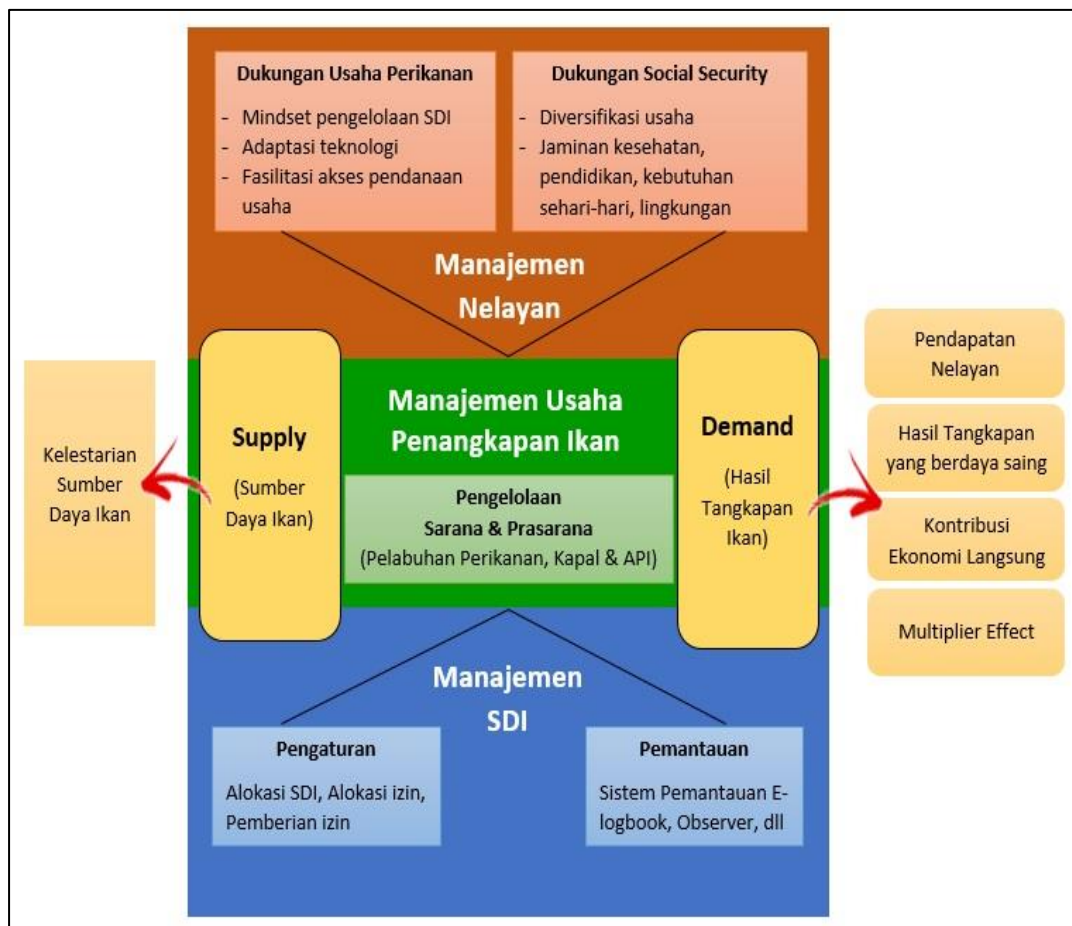 Dukungan Usaha Perikanan
- Mindset pengelolaan SDI
- Adaptasi teknologi
- Fasilitasi akses pendanaan
usaha
Dukungan Social Security
- Diversifikasi usaha
- Jaminan kesehatan,
pendidikan, kebutuhan
sehari-hari, lingkungan
Manajemen
Nelayan
Kelestarian
Sumber
Daya Ikan
Supply
(Sumber
Daya Ikan)
Manajemen Usaha
Penangkapan Ikan
Pengelolaan
Sarana & Prasarana
(Pelabuhan Perikanan, Kapal & API)
Demand
(Hasil
Tangkapan
Ikan)
Pendapatan
Nelayan
Hasil Tangkapan
yang berdaya saing
Kontribusi
Ekonomi Langsung
Multiplier Effect
Manajemen
SDI
Pengaturan
Alokasi SDI, Alokasi izin,
Pemberian izin
Pemantauan
Sistem Pemantauan E-
logbook, Observer, dll